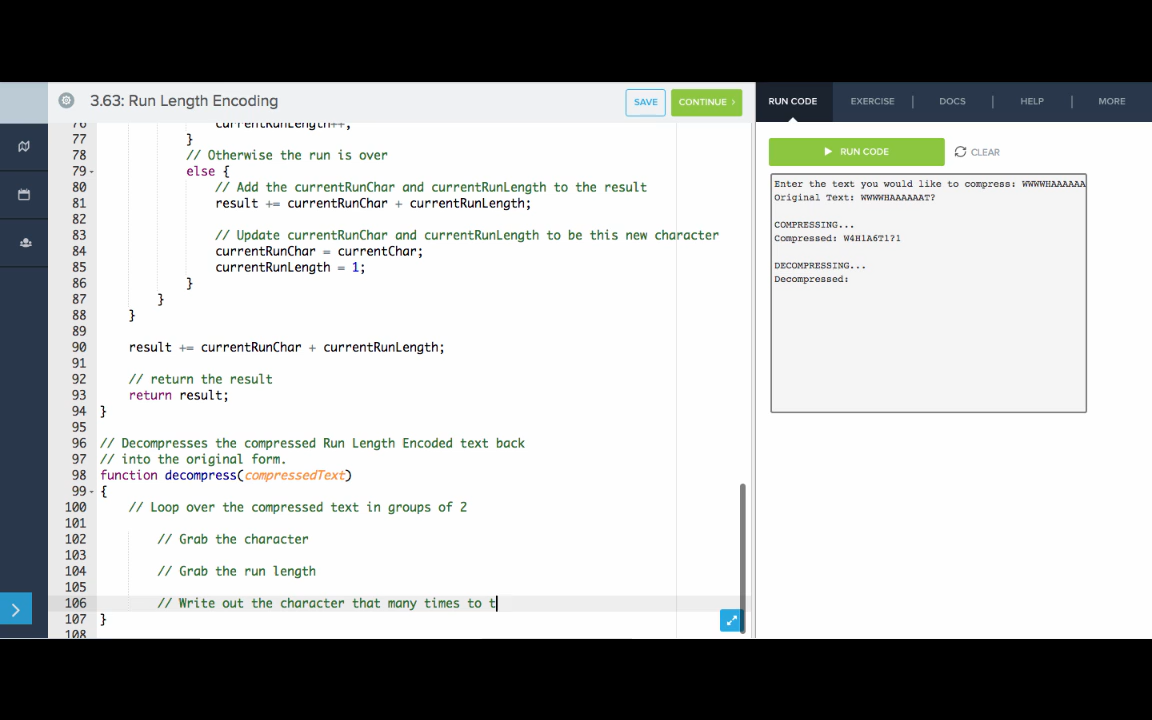 3.63: Run Length Encoding
SAVE
CONTINUE ›
RUN CODE
EXERCISE
DOCS
HELP
MORE
76 currentRunLength++;
77 }
78 // Otherwise the run is over
79 else {
80 // Add the currentRunChar and currentRunLength to the result
81 result += currentRunChar + currentRunLength;
82
83 // Update currentRunChar and currentRunLength to be this new character
84 currentRunChar = currentChar;
85 currentRunLength = 1;
86 }
87 }
88 }
89
90 result += currentRunChar + currentRunLength;
91
92 // return the result
93 return result;
94 }
95
96 // Decompresses the compressed Run Length Encoded text back
97 // into the original form.
98 function decompress(compressedText)
99 {
100 // Loop over the compressed text in groups of 2
101
102 // Grab the character
103
104 // Grab the run length
105
106 // Write out the character that many times to t
107 }
108
RUN CODE
CLEAR
Enter the text you would like to compress: WWWWHAAAAAA
Original Text: WWWWHAAAAAAT?
COMPRESSING...
Compressed: W4H1A6T1?1
DECOMPRESSING...
Decompressed: